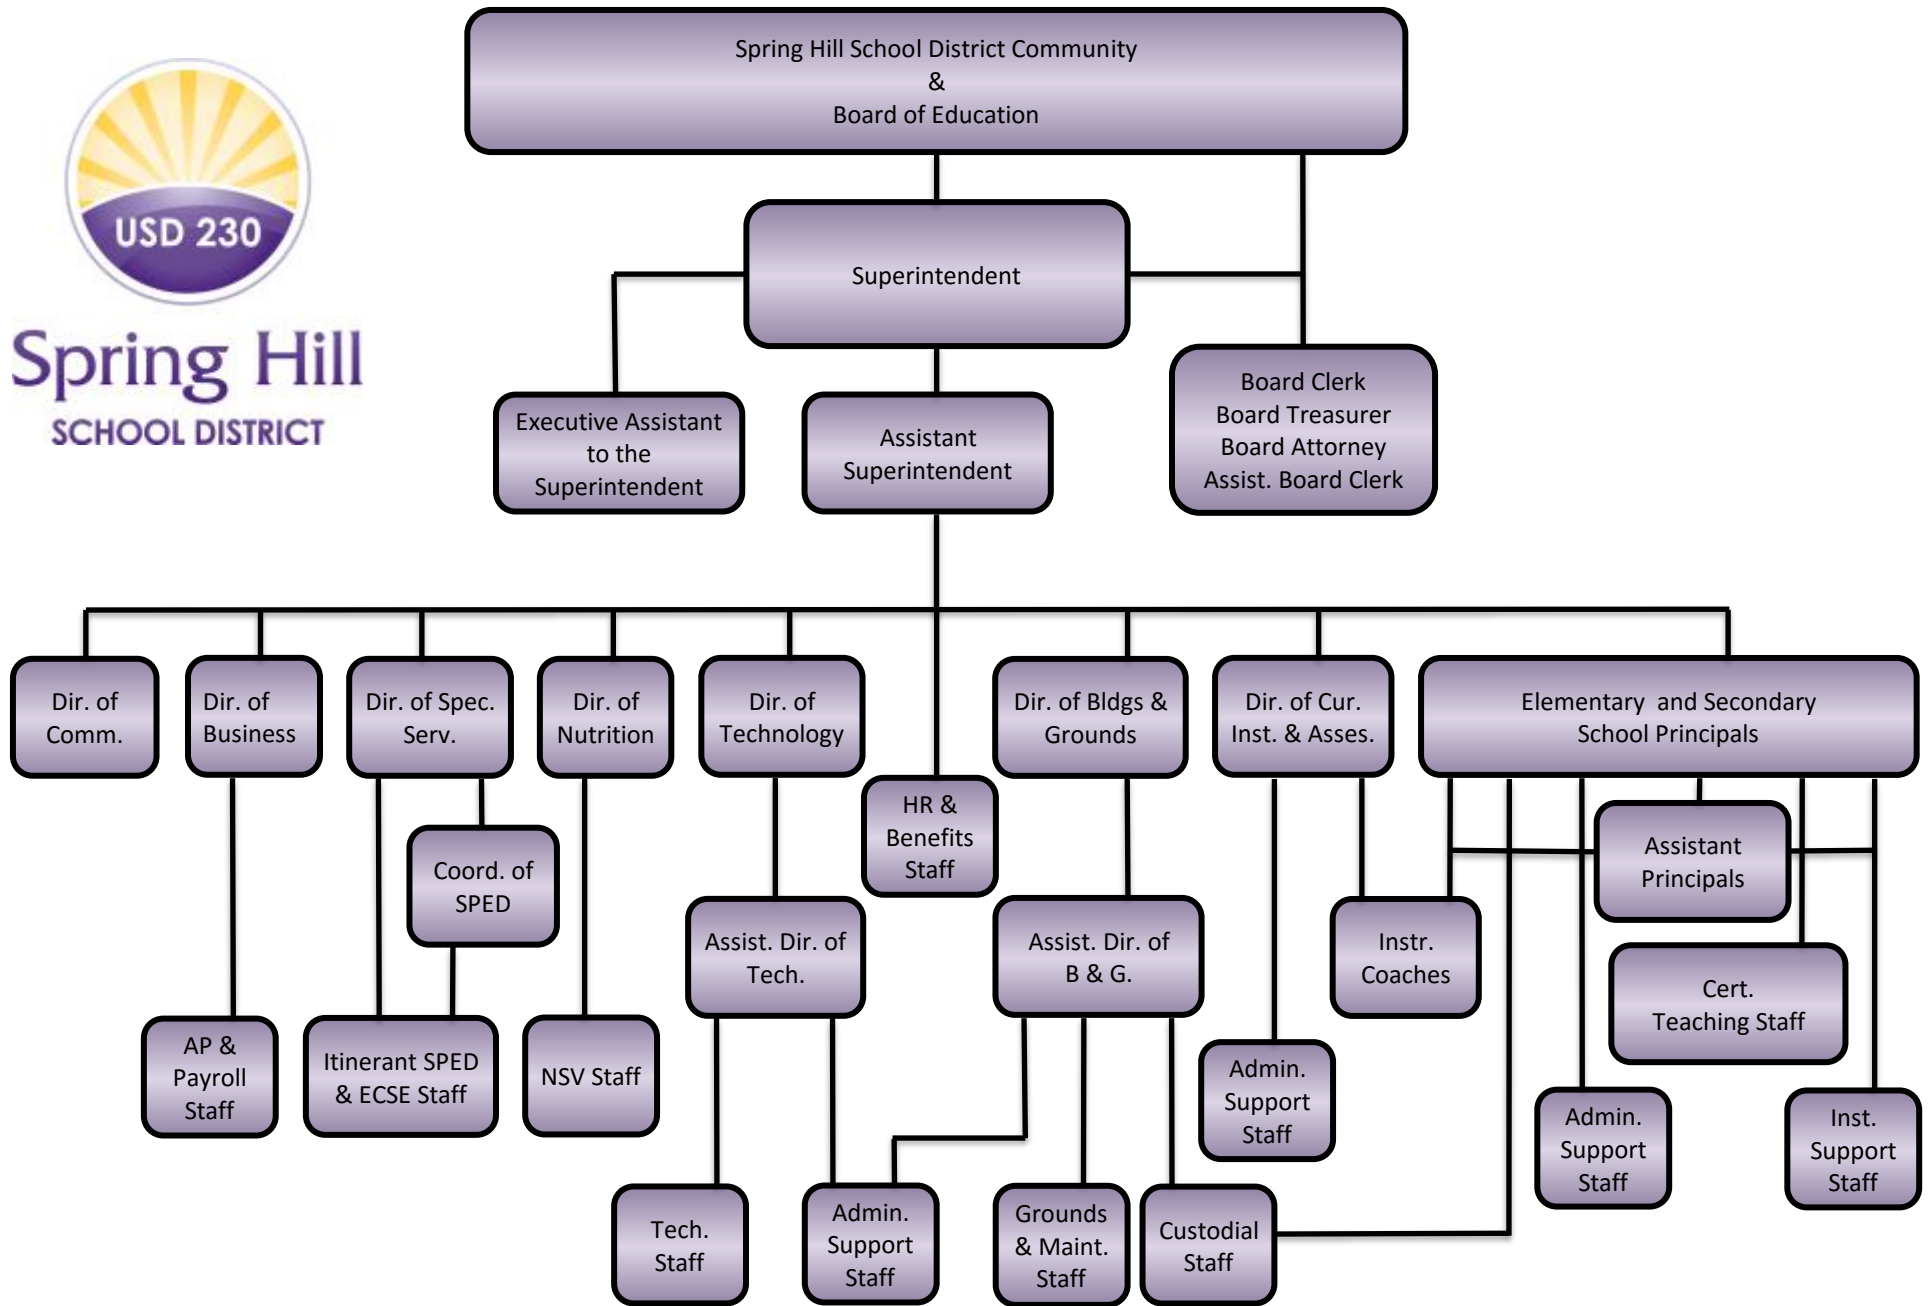 Spring Hill School District Community
&
Board of Education
USD 230
Spring Hill
SCHOOL DISTRICT
Superintendent
Executive Assistant
to the
Superintendent
Assistant
Superintendent
Board Clerk
Board Treasurer
Board Attorney
Assist. Board Clerk
Dir. of
Comm.
Dir. of
Business
Dir. of Spec.
Serv.
Dir. of
Nutrition
Dir. of
Technology
Dir. of Bldgs &
Grounds
Dir. of Cur.
Inst. & Asses.
Elementary and Secondary
School Principals
HR &
Benefits
Staff
Assistant
Principals
Coord. of
SPED
Assist. Dir. of
Tech.
Assist. Dir. of
B & G.
Instr.
Coaches
Cert.
Teaching Staff
AP &
Payroll
Staff
Itinerant SPED
& ECSE Staff
NSV Staff
Admin.
Support
Staff
Admin.
Support
Staff
Inst.
Support
Staff
Tech.
Staff
Admin.
Support
Staff
Grounds
& Maint.
Staff
Custodial
Staff